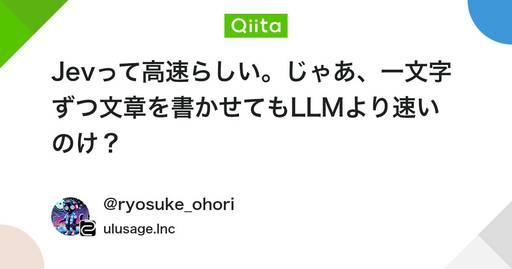 Qiita
Jevって高速らしい。じゃあ、一文字
ずつ文章を書かせてもLLMより速い
のけ？
@ryosuke_ohori
ulusage.Inc